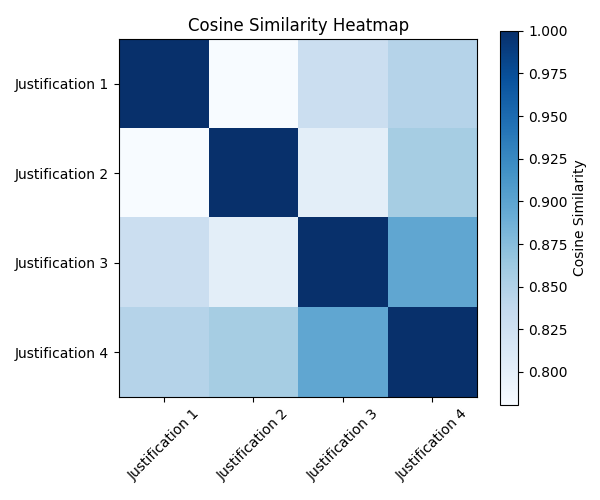 Cosine Similarity Heatmap
Justification 1
Justification 2
Justification 3
Justification 4
Justification 1
Justification 2
Justification 3
Justification 4
1.000
0.975
0.950
0.925
0.900
0.875
0.850
0.825
0.800
Cosine Similarity